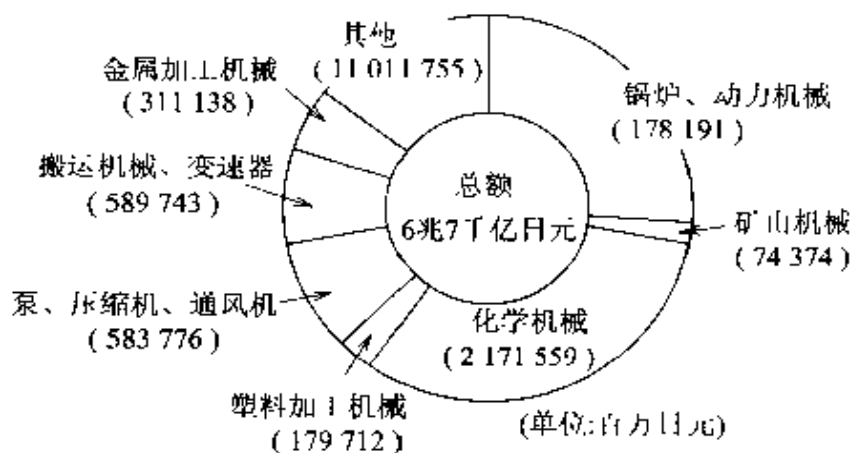 其他
( 11 011 755)
金属加工机械
( 311 138)
锅炉、动力机械
( 178 191)
搬运机械、变速器
( 589 743)
总额
6兆7千亿日元
矿山机械
( 74 374)
泵、压缩机、通风机
( 583 776)
化学机械
( 2 171 559)
塑料加工机械
( 179 712)
(单位:百万日元)